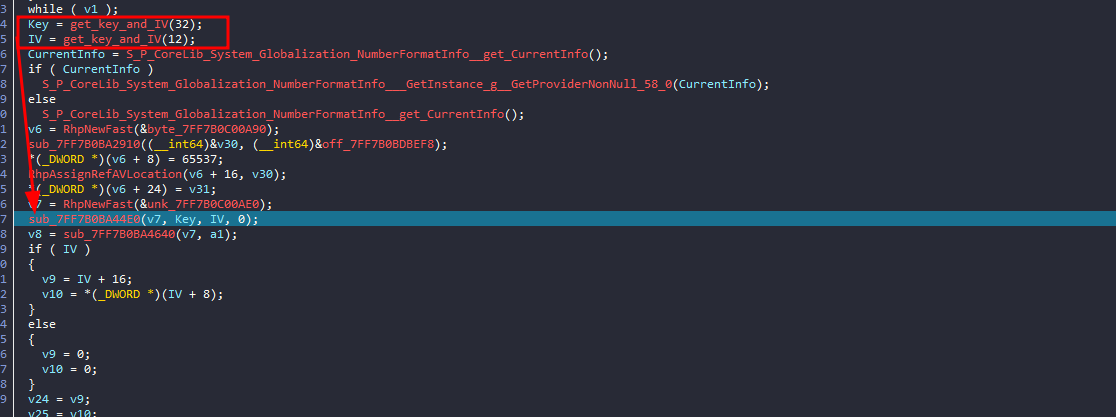 3 while ( v1 );
4 Key = get_key_and_IV(32);
5 IV = get_key_and_IV(12);
6 CurrentInfo = S_P_CoreLib_System_Globalization_NumberFormatInfo__get_CurrentInfo();
7 if ( CurrentInfo )
8 S_P_CoreLib_System_Globalization_NumberFormatInfo___GetInstance_g__GetProviderNonNull_58_0(CurrentInfo);
9 else
0 S_P_CoreLib_System_Globalization_NumberFormatInfo__get_CurrentInfo();
1 v6 = RhpNewFast(&byte_7FF7B0C00A90);
2 sub_7FF7B0BA2910((__int64)&v30, (__int64)&off_7FF7B0BDBEF8);
3 *(_DWORD *)(v6 + 8) = 65537;
4 RhpAssignRefAVLocation(v6 + 16, v30);
5 *(_DWORD *)(v6 + 24) = v31;
6 v7 = RhpNewFast(&unk_7FF7B0C00AE0);
7 sub_7FF7B0BA44E0(v7, Key, IV, 0);
8 v8 = sub_7FF7B0BA4640(v7, a1);
9 if ( IV )
0 {
1 v9 = IV + 16;
2 v10 = *(_DWORD *)(IV + 8);
3 }
4 else
5 {
6 v9 = 0;
7 v10 = 0;
8 }
9 v24 = v9;
v25 = v10;